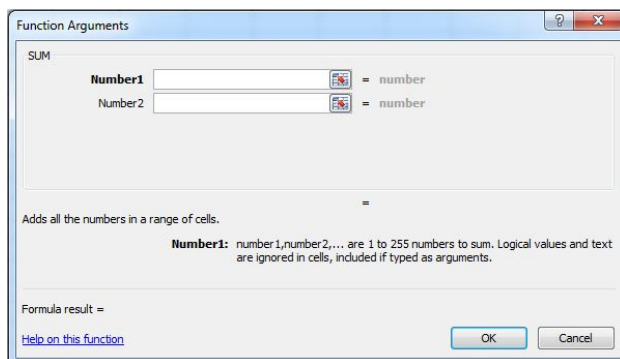 Function Arguments
SUM
Number1 = number
Number2 = number
=
Adds all the numbers in a range of cells.
Number1: number1,number2,... are 1 to 255 numbers to sum. Logical values and text
are ignored in cells, included if typed as arguments.
Formula result =
Help on this function
OK Cancel